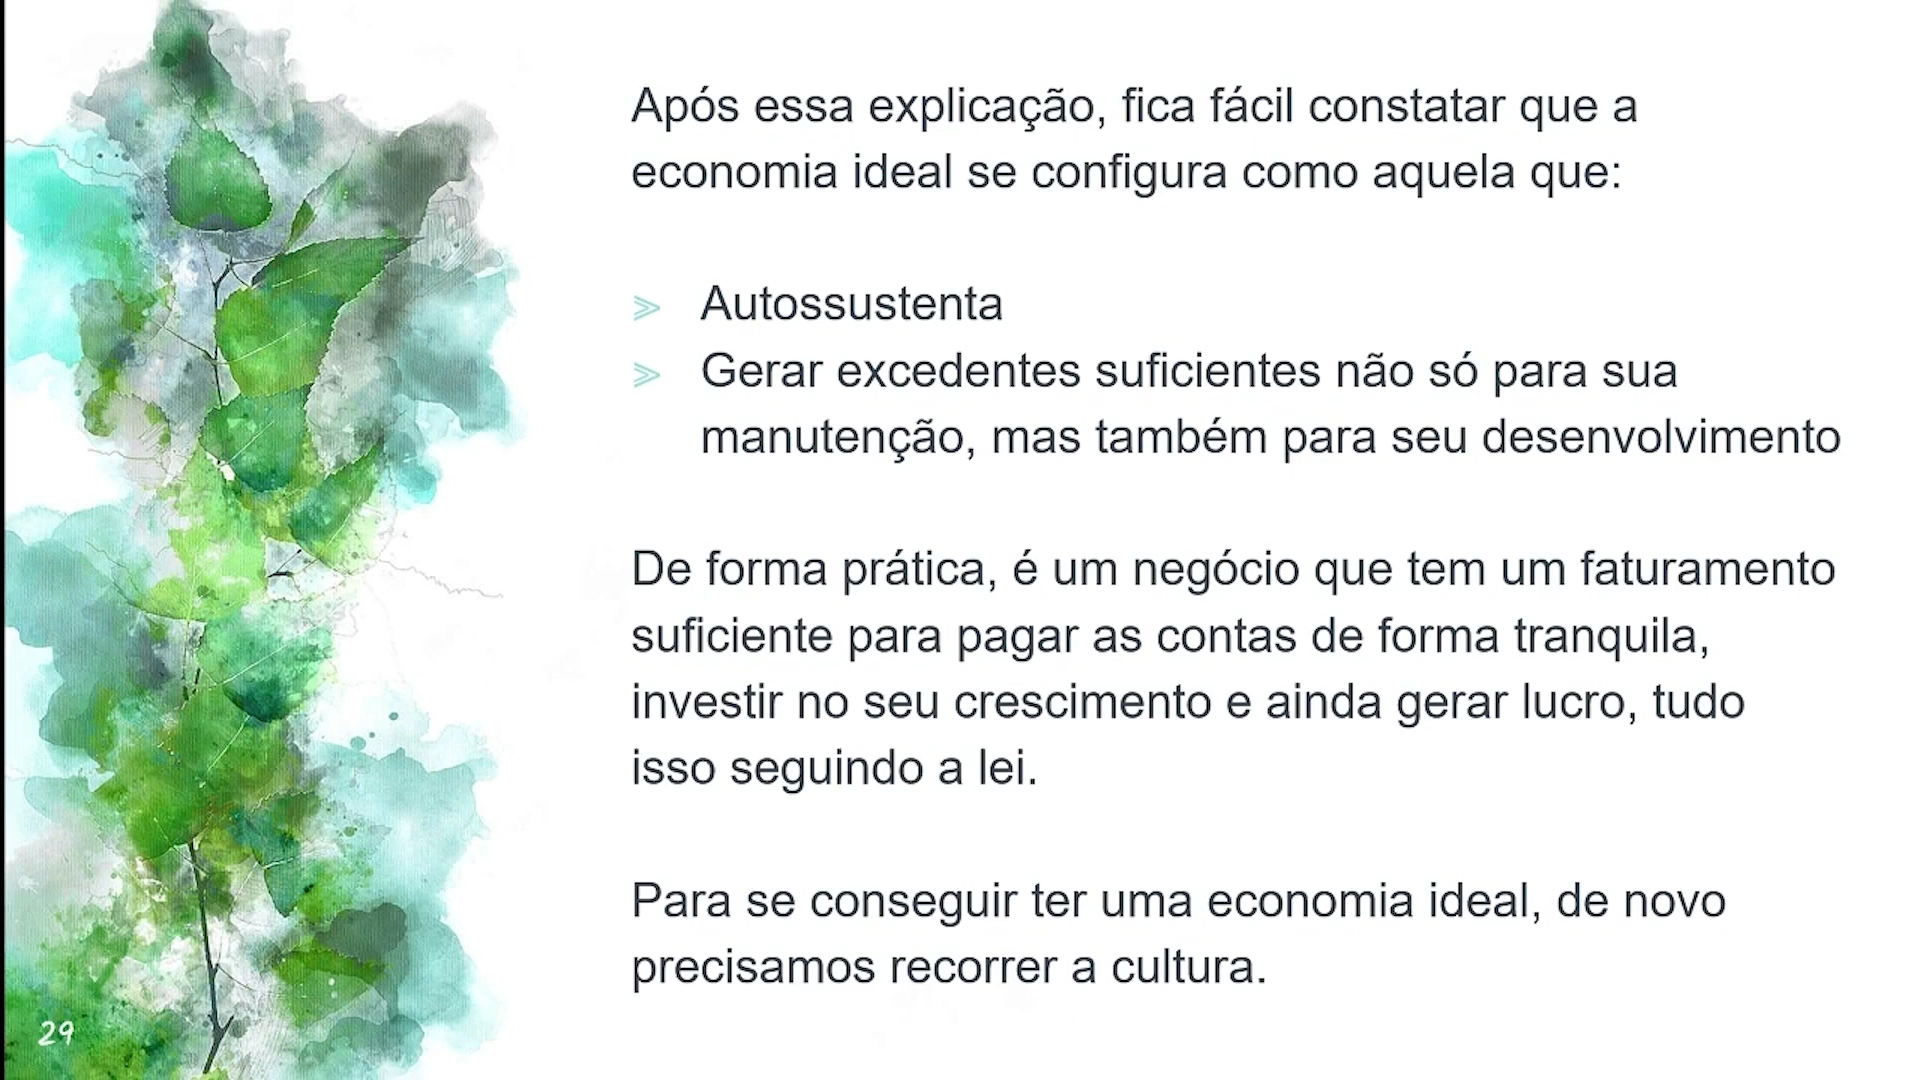 Após essa explicação, fica fácil constatar que a
economia ideal se configura como aquela que:
Autossustenta
Gerar excedentes suficientes não só para sua
manutenção, mas também para seu desenvolvimento
De forma prática, é um negócio que tem um faturamento
suficiente para pagar as contas de forma tranquila,
investir no seu crescimento e ainda gerar lucro, tudo
isso seguindo a lei.
Para se conseguir ter uma economia ideal, de novo
precisamos recorrer a cultura.
29